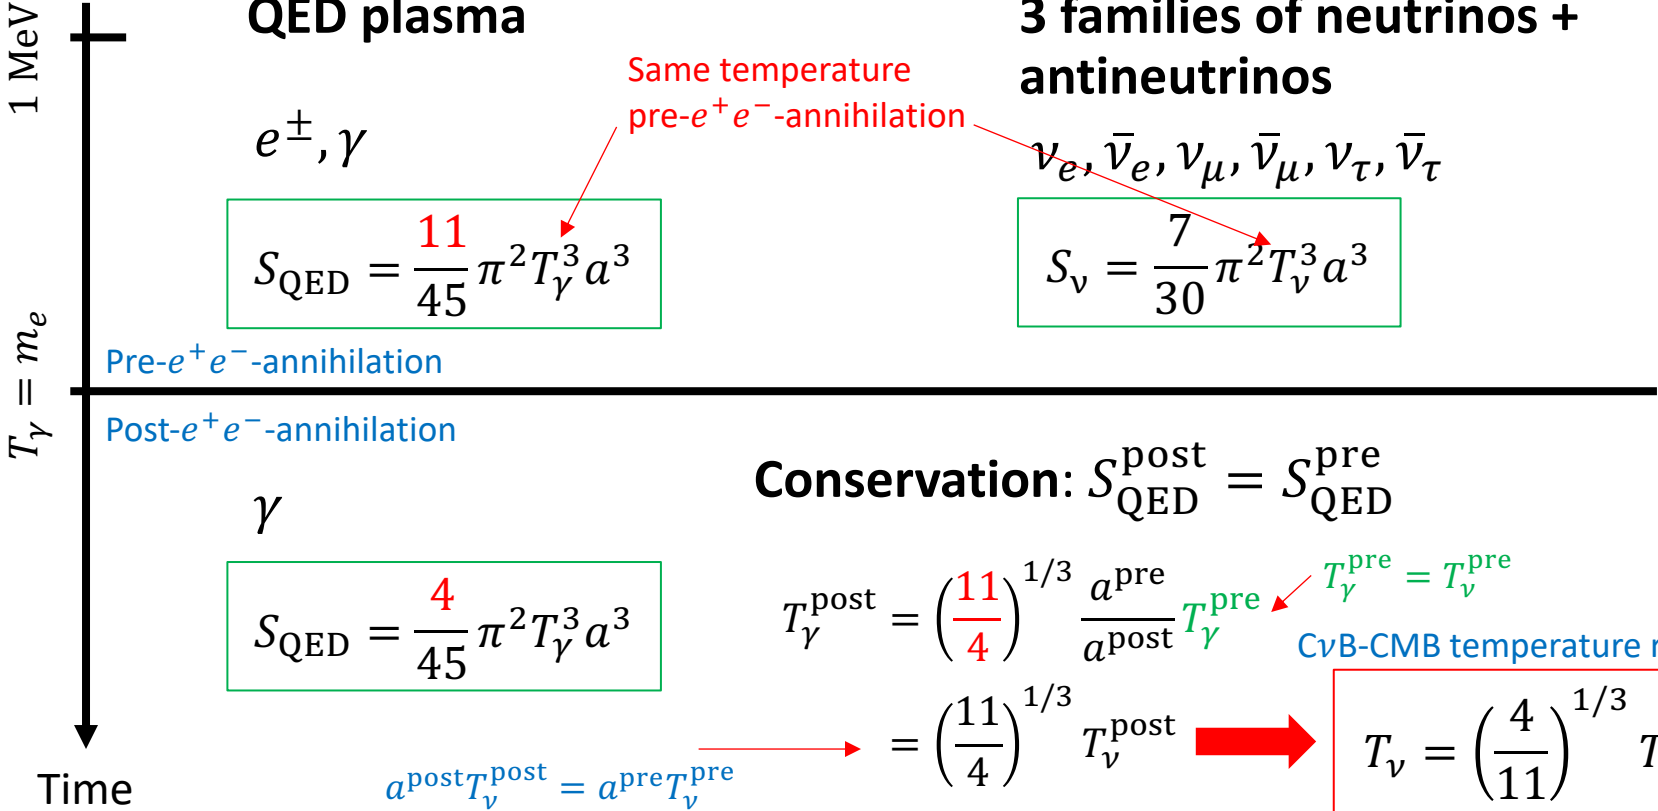 1 MeV
QED plasma
3 families of neutrinos +
antineutrinos
Same temperature
pre-e⁺e⁻-annihilation
e^±, γ
ν_e, ν̄_e, ν_μ, ν̄_μ, ν_τ, ν̄_τ
S_QED = 11/45 π² T_γ³ a³
S_ν = 7/30 π² T_ν³ a³
T_γ = m_e
Pre-e⁺e⁻-annihilation
Post-e⁺e⁻-annihilation
Conservation: S_QED^post = S_QED^pre
γ
S_QED = 4/45 π² T_γ³ a³
T_γ^post = (11/4)^{1/3} a^pre/a^post T_γ^pre
T_γ^pre = T_ν^pre
CνB-CMB temperature
= (11/4)^{1/3} T_ν^post
T_ν = (4/11)^{1/3} T
a^post T_ν^post = a^pre T_ν^pre
Time